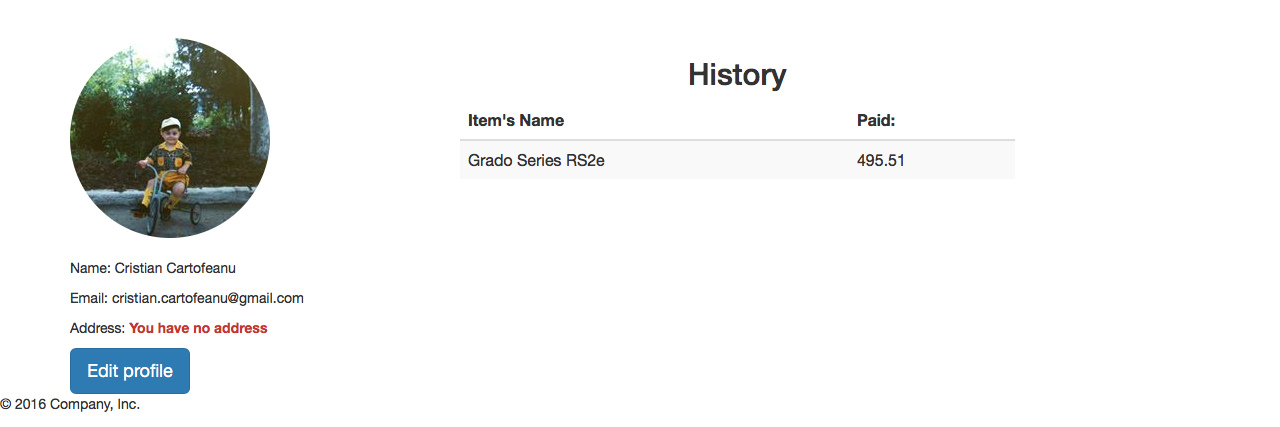 History
Item's Name Paid:
Grado Series RS2e 495.51
Name: Cristian Cartofeanu
Email: cristian.cartofeanu@gmail.com
Address: You have no address
Edit profile
© 2016 Company, Inc.